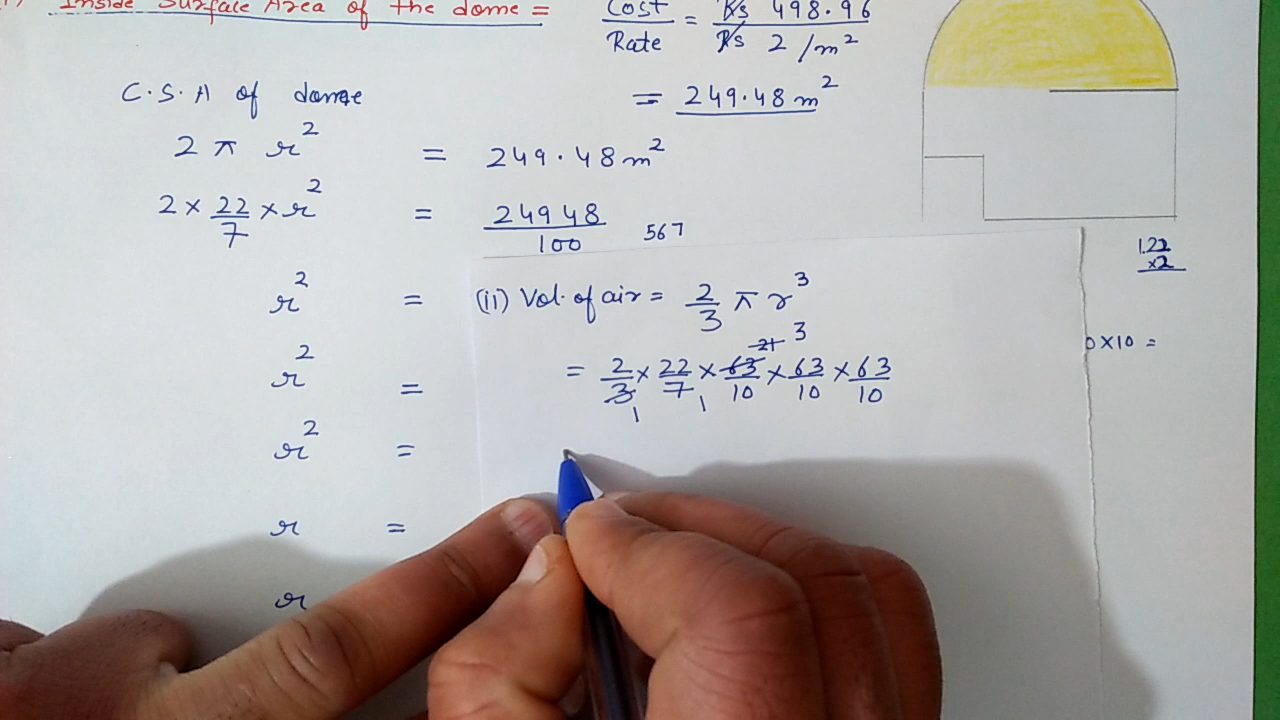 Inside Surface Area of the dome = Cost/Rate = Rs 498.96 / Rs 2 /m²
C.S.A of dome = 249.48 m²
2 π r² = 249.48 m²
2 × 22/7 × r² = 24948/100
567
1.22
×2
r² = (ii) Vol. of air = 2/3 π r³
0×10 =
21 3
r² = = 2/3 × 22/7 × 63/10 × 63/10 × 63/10
1 1
r² =
r =
r